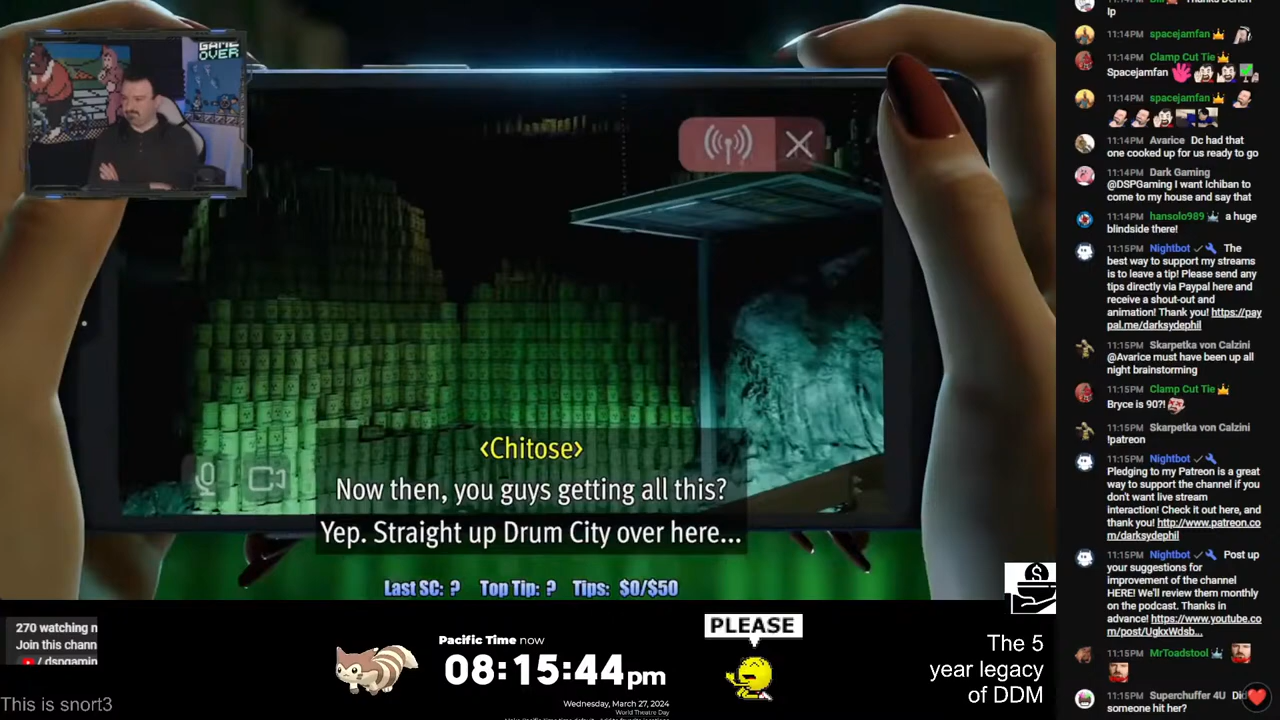 GAME
OVER
<Chitose>
Now then, you guys getting all this?
Yep. Straight up Drum City over here...
Last SC: ? Top Tip: ? Tips: $0/$50
270 watching n
Join this chann
/ dspgamin
This is snort3
Pacific Time now
08:15:44pm
Wednesday, March 27, 2024
World Theatre Day
PLEASE
The 5
year legacy
of DDM
lp
11:14PM spacejamfan
11:14PM Clamp Cut Tie
Spacejamfan
11:14PM spacejamfan
11:14PM Avarice Dc had that
one cooked up for us ready to go
11:14PM Dark Gaming
@DSPGaming I want Ichiban to
come to my house and say that
11:14PM hansolo989 a huge
blindside there!
11:15PM Nightbot The
best way to support my streams
is to leave a tip! Please send any
tips directly via Paypal here and
receive a shout-out and
animation! Thank you! https://pay
pal.me/darksydephil
11:15PM Skarpetka von Calzini
@Avarice must have been up all
night brainstorming
11:15PM Clamp Cut Tie
Bryce is 90?!
11:15PM Skarpetka von Calzini
!patreon
11:15PM Nightbot
Pledging to my Patreon is a great
way to support the channel if you
don't want live stream
interaction! Check it out here, and
thank you! http://www.patreon.co
m/darksydephil
11:15PM Nightbot Post up
your suggestions for
improvement of the channel
HERE! We'll review them monthly
on the podcast. Thanks in
advance! https://www.youtube.co
m/post/UgkxWdsb...
11:15PM MrToadstool
11:15PM Superchuffer 4U Did
someone hit her?